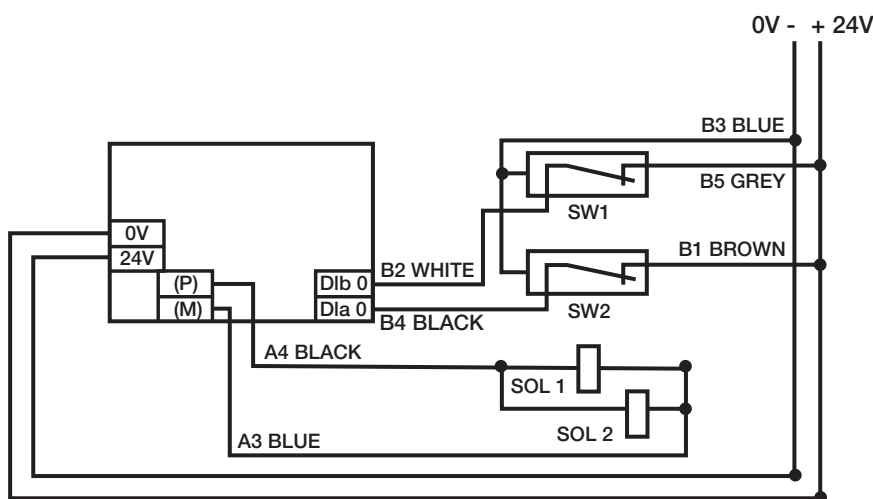 0V - + 24V
B3 BLUE
B5 GREY
SW1
0V
24V
B1 BROWN
B2 WHITE
(P)
DIb 0
(M)
DIa 0
SW2
B4 BLACK
A4 BLACK
SOL 1
SOL 2
A3 BLUE